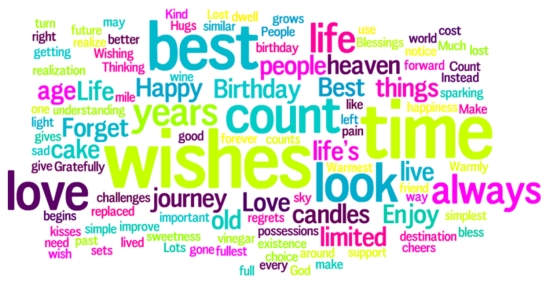 turn future may Kind Lost dwell grows
right realize better Hugs similar People Blessings use world cost
getting Wishing best life notice Much lost
realization Thinking birthday people heaven forward Count
age Life mile wine Happy Birthday Best things Instead
one understanding years count like happiness sparking
light Forget left time Make
gives good forever counts pain
sad cake wishes life's Warmest Warmly
give Gratefully look live friend
love challenges journey Love sky way always
begins replaced important old regrets candles Enjoy simplest
kisses simple improve possessions limited destination bless
need past sweetness vinegar existence cheers
wish sets lived Lots gone fullest choice around support
full every God make